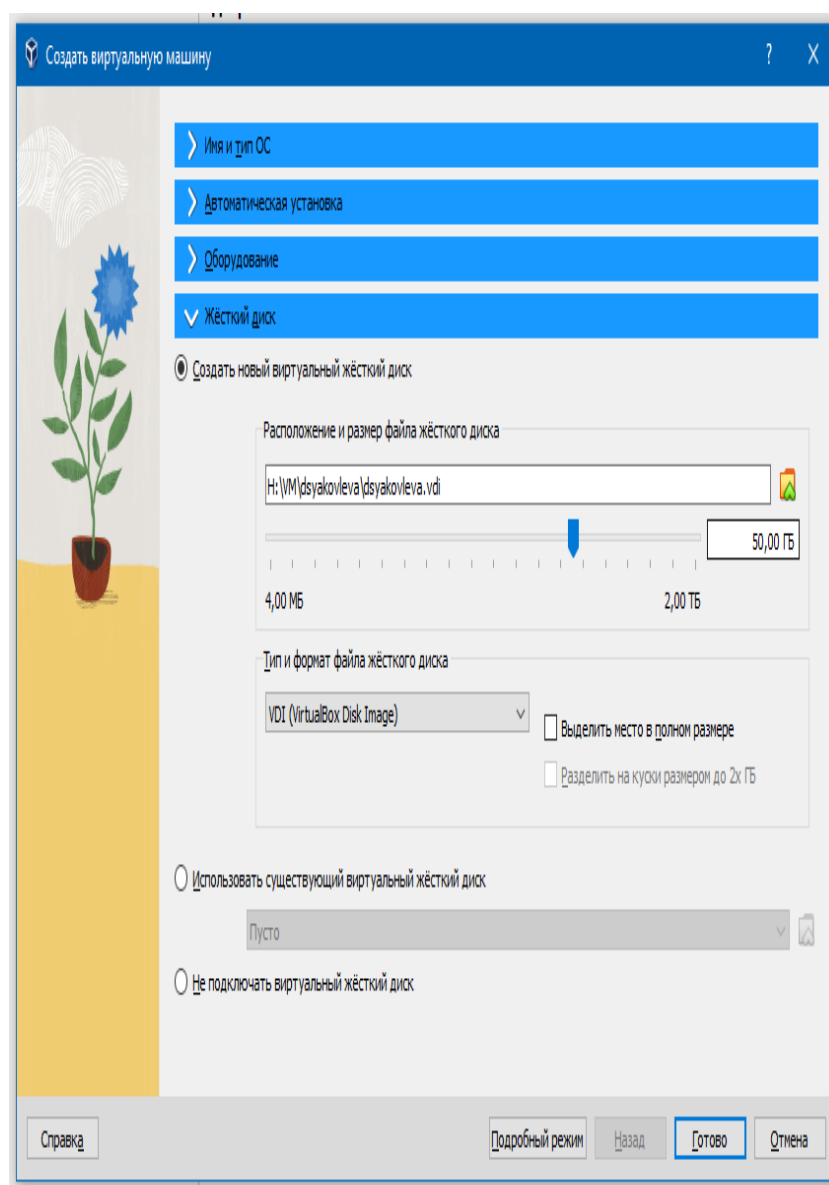 Создать виртуальную машину
?
X
Имя и тип ОС
Автоматическая установка
Оборудование
Жёсткий диск
Создать новый виртуальный жёсткий диск
Расположение и размер файла жёсткого диска
H:\VM\dsyakovleva\dsyakovleva.vdi
50,00 ГБ
4,00 МБ
2,00 ТБ
Тип и формат файла жёсткого диска
VDI (VirtualBox Disk Image)
Выделить место в полном размере
Разделить на куски размером до 2х ГБ
Использовать существующий виртуальный жёсткий диск
Пусто
Не подключать виртуальный жёсткий диск
Справка
Подробный режим
Назад
Готово
Отмена